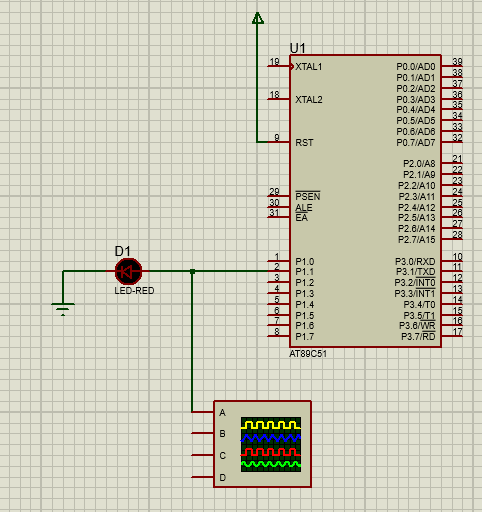 U1
19 XTAL1 P0.0/AD0 39
P0.1/AD1 38
P0.2/AD2 37
18 XTAL2 P0.3/AD3 36
P0.4/AD4 35
P0.5/AD5 34
P0.6/AD6 33
9 RST P0.7/AD7 32
P2.0/A8 21
P2.1/A9 22
P2.2/A10 23
29 PSEN P2.3/A11 24
30 ALE P2.4/A12 25
31 EA P2.5/A13 26
P2.6/A14 27
P2.7/A15 28
1 P1.0 P3.0/RXD 10
2 P1.1 P3.1/TXD 11
3 P1.2 P3.2/INT0 12
4 P1.3 P3.3/INT1 13
5 P1.4 P3.4/T0 14
6 P1.5 P3.5/T1 15
7 P1.6 P3.6/WR 16
8 P1.7 P3.7/RD 17
AT89C51
D1
LED-RED
A
B
C
D